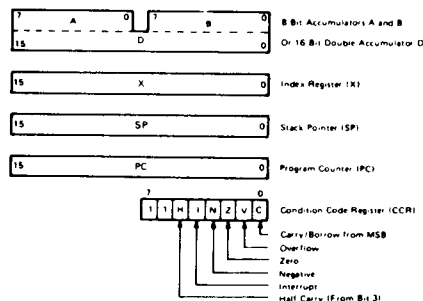 7 A 0 7 B 0 8 Bit Accumulators A and B
15 D 0 Or 16 Bit Double Accumulator D
15 X 0 Index Register (X)
15 SP 0 Stack Pointer (SP)
15 PC 0 Program Counter (PC)
7 0
1 1 H I N Z V C Condition Code Register (CCR)
Carry/Borrow from MSB
Overflow
Zero
Negative
Interrupt
Half Carry (From Bit 3)